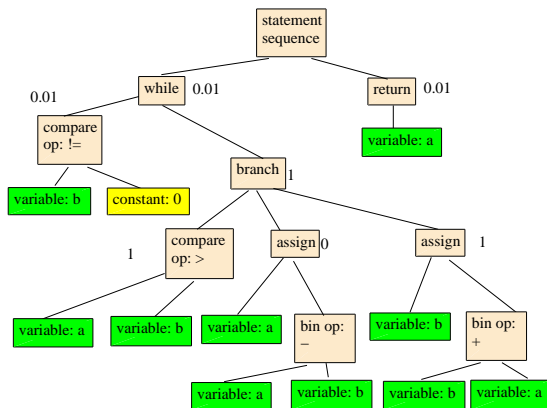 statement
sequence
while
0.01
return
0.01
0.01
compare
op: !=
variable: a
variable: b
constant: 0
branch
1
1
compare
op: >
assign
0
assign
1
variable: a
variable: b
variable: a
bin op:
−
variable: b
bin op:
+
variable: a
variable: b
variable: b
variable: a